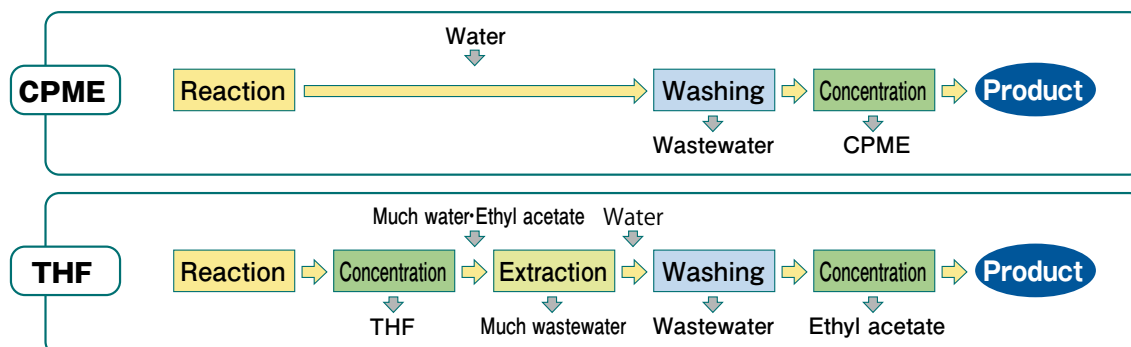 Water
CPME
Reaction
Washing
Concentration
Product
Wastewater
CPME
Much water·Ethyl acetate
Water
THF
Reaction
Concentration
Extraction
Washing
Concentration
Product
THF
Much wastewater
Wastewater
Ethyl acetate